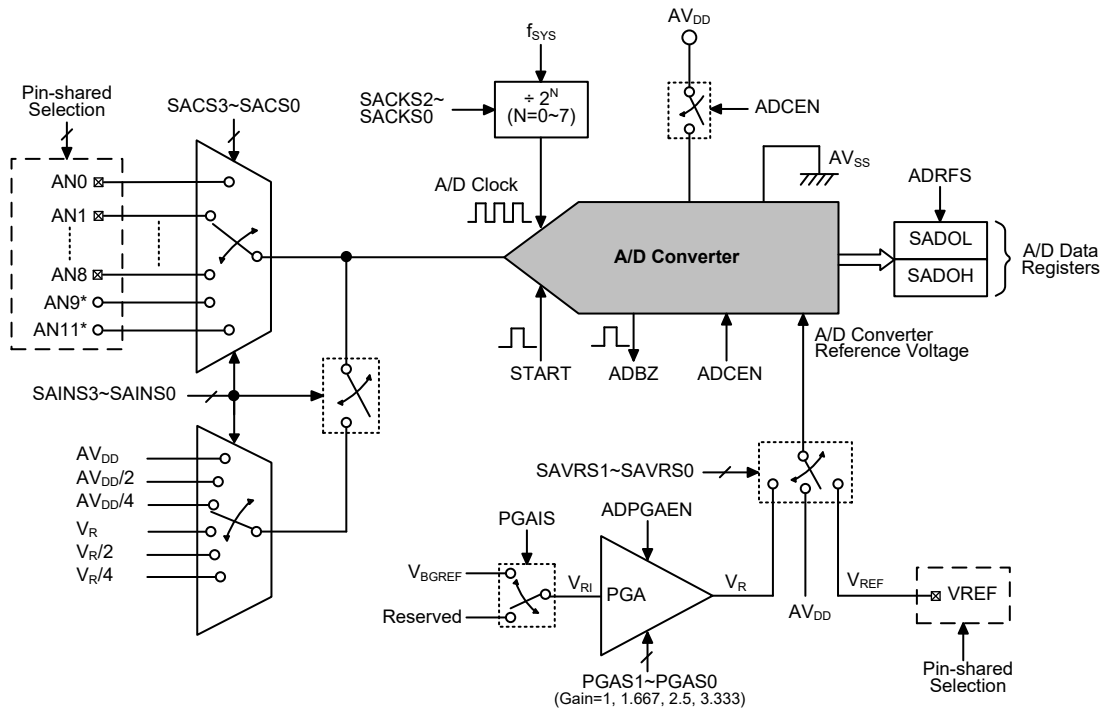 AVDD
fSYS
Pin-shared
Selection
SACS3~SACS0
SACKS2~
SACKS0
÷ 2^N
(N=0~7)
ADCEN
AVSS
AN0
A/D Clock
ADRFS
AN1
SADOL
A/D Converter
A/D Data
Registers
AN8
SADOH
AN9*
AN11*
A/D Converter
Reference Voltage
START
ADBZ
ADCEN
SAINS3~SAINS0
AVDD
AVDD/2
AVDD/4
VR
VR/2
VR/4
SAVRS1~SAVRS0
PGAIS
ADPGAEN
VBGREF
VRI
PGA
VR
VREF
VREF
Reserved
AVDD
PGAS1~PGAS0
(Gain=1, 1.667, 2.5, 3.333)
Pin-shared
Selection